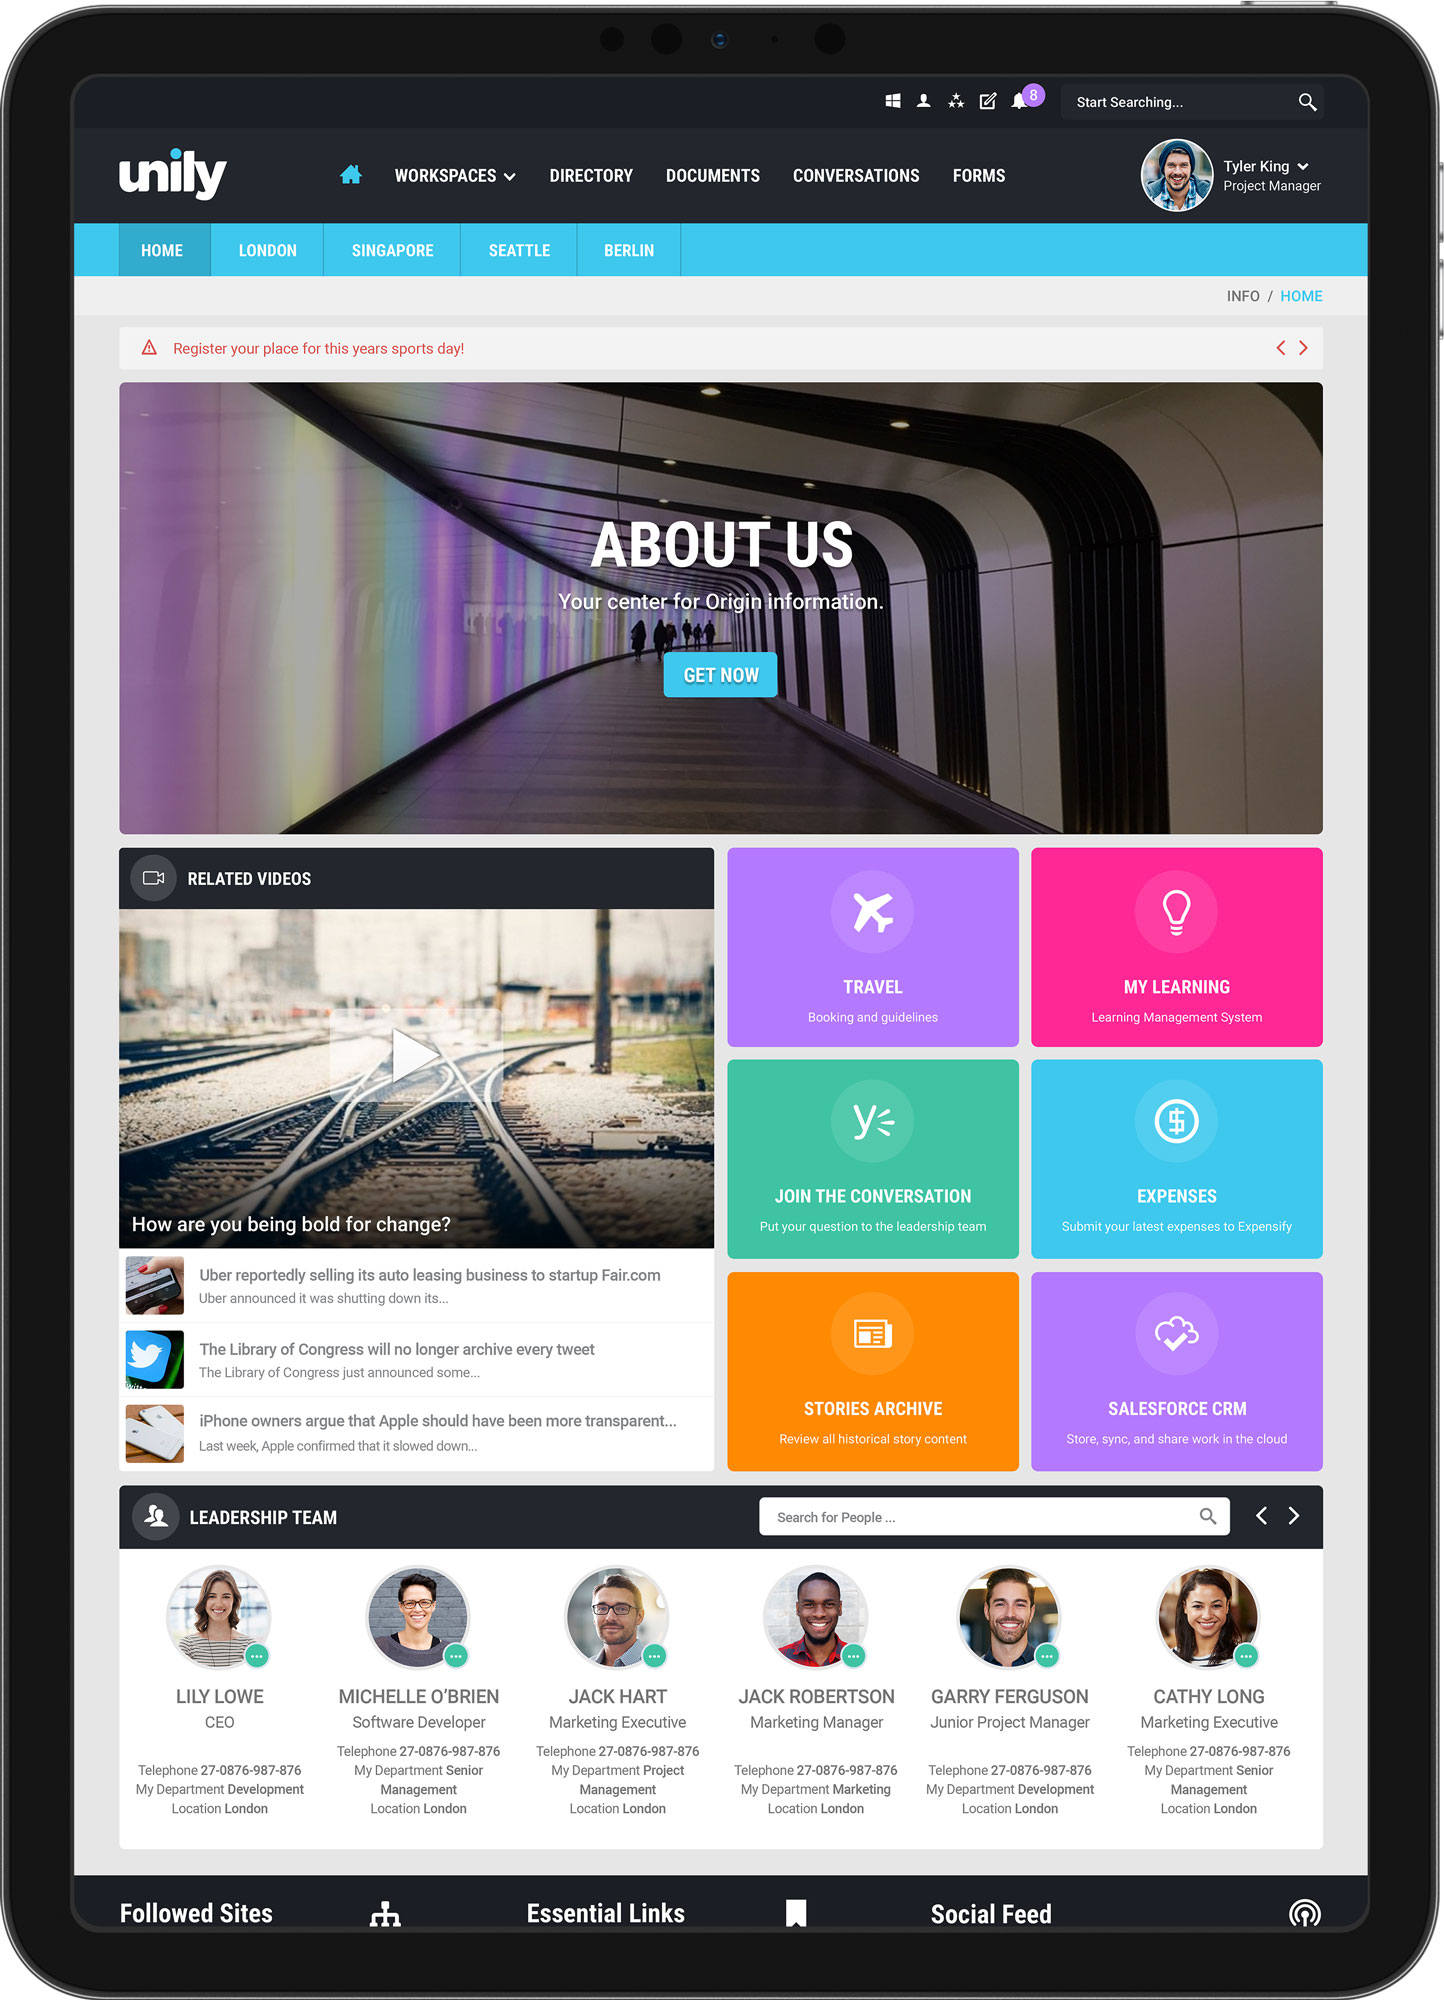 8
Start Searching...
unily
WORKSPACES DIRECTORY DOCUMENTS CONVERSATIONS FORMS
Tyler King
Project Manager
HOME LONDON SINGAPORE SEATTLE BERLIN
INFO / HOME
Register your place for this years sports day!
ABOUT US
Your center for Origin information.
GET NOW
RELATED VIDEOS
How are you being bold for change?
Uber reportedly selling its auto leasing business to startup Fair.com
Uber announced it was shutting down its...
The Library of Congress will no longer archive every tweet
The Library of Congress just announced some...
iPhone owners argue that Apple should have been more transparent...
Last week, Apple confirmed that it slowed down...
TRAVEL
Booking and guidelines
MY LEARNING
Learning Management System
JOIN THE CONVERSATION
Put your question to the leadership team
EXPENSES
Submit your latest expenses to Expensify
STORIES ARCHIVE
Review all historical story content
SALESFORCE CRM
Store, sync, and share work in the cloud
LEADERSHIP TEAM
Search for People ...
LILY LOWE
CEO
Telephone 27-0876-987-876
My Department Development
Location London
MICHELLE O'BRIEN
Software Developer
Telephone 27-0876-987-876
My Department Senior
Management
Location London
JACK HART
Marketing Executive
Telephone 27-0876-987-876
My Department Project
Management
Location London
JACK ROBERTSON
Marketing Manager
Telephone 27-0876-987-876
My Department Marketing
Location London
GARRY FERGUSON
Junior Project Manager
Telephone 27-0876-987-876
My Department Development
Location London
CATHY LONG
Marketing Executive
Telephone 27-0876-987-876
My Department Senior
Management
Location London
Followed Sites
Essential Links
Social Feed